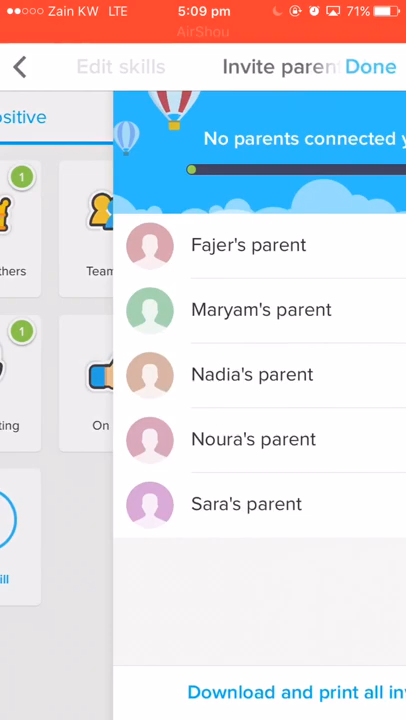 Zain KW LTE 5:09 pm 71%
AirShou
Edit skills Invite paren Done
ositive
No parents connected y
1
Fajer's parent
thers Team
Maryam's parent
1
Nadia's parent
ting On
Noura's parent
Sara's parent
ill
Download and print all in